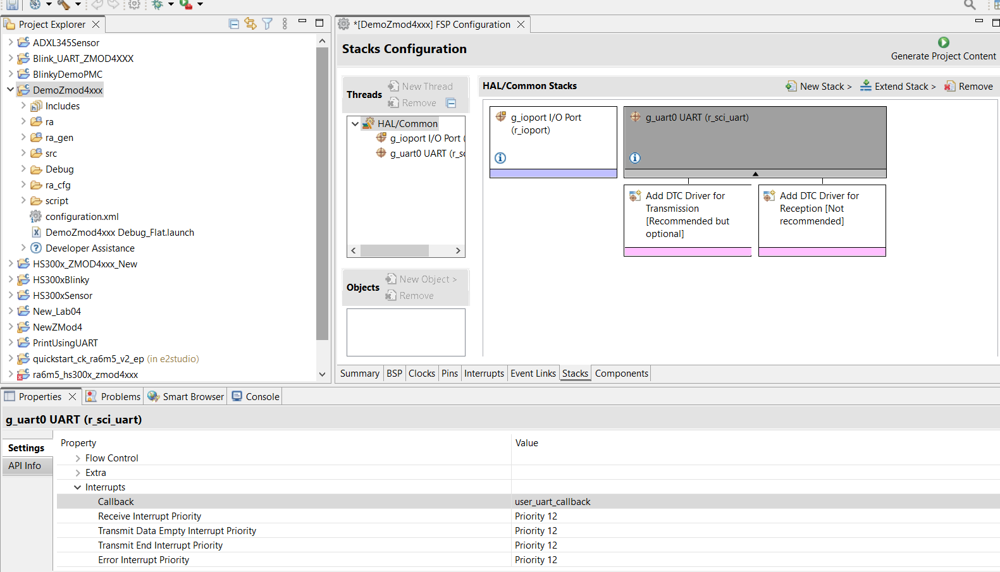 Project Explorer
ADXL345Sensor
Blink_UART_ZMOD4XXX
BlinkyDemoPMC
DemoZmod4xxx
Includes
ra
ra_gen
src
Debug
ra_cfg
script
configuration.xml
DemoZmod4xxx Debug_Flat.launch
Developer Assistance
HS300x_ZMOD4xxx_New
HS300xBlinky
HS300xSensor
New_Lab04
NewZMod4
PrintUsingUART
quickstart_ck_ra6m5_v2_ep (in e2studio)
ra6m5_hs300x_zmod4xxx
*[DemoZmod4xxx] FSP Configuration
Stacks Configuration
Generate Project Content
Threads
New Thread
Remove
HAL/Common
g_ioport I/O Port (
g_uart0 UART (r_sc
Objects
New Object >
Remove
HAL/Common Stacks
New Stack >
Extend Stack >
Remove
g_ioport I/O Port
(r_ioport)
g_uart0 UART (r_sci_uart)
Add DTC Driver for
Transmission
[Recommended but
optional]
Add DTC Driver for
Reception [Not
recommended]
Summary
BSP
Clocks
Pins
Interrupts
Event Links
Stacks
Components
Properties
Problems
Smart Browser
Console
g_uart0 UART (r_sci_uart)
Settings
API Info
Property
Value
Flow Control
Extra
Interrupts
Callback
user_uart_callback
Receive Interrupt Priority
Priority 12
Transmit Data Empty Interrupt Priority
Priority 12
Transmit End Interrupt Priority
Priority 12
Error Interrupt Priority
Priority 12